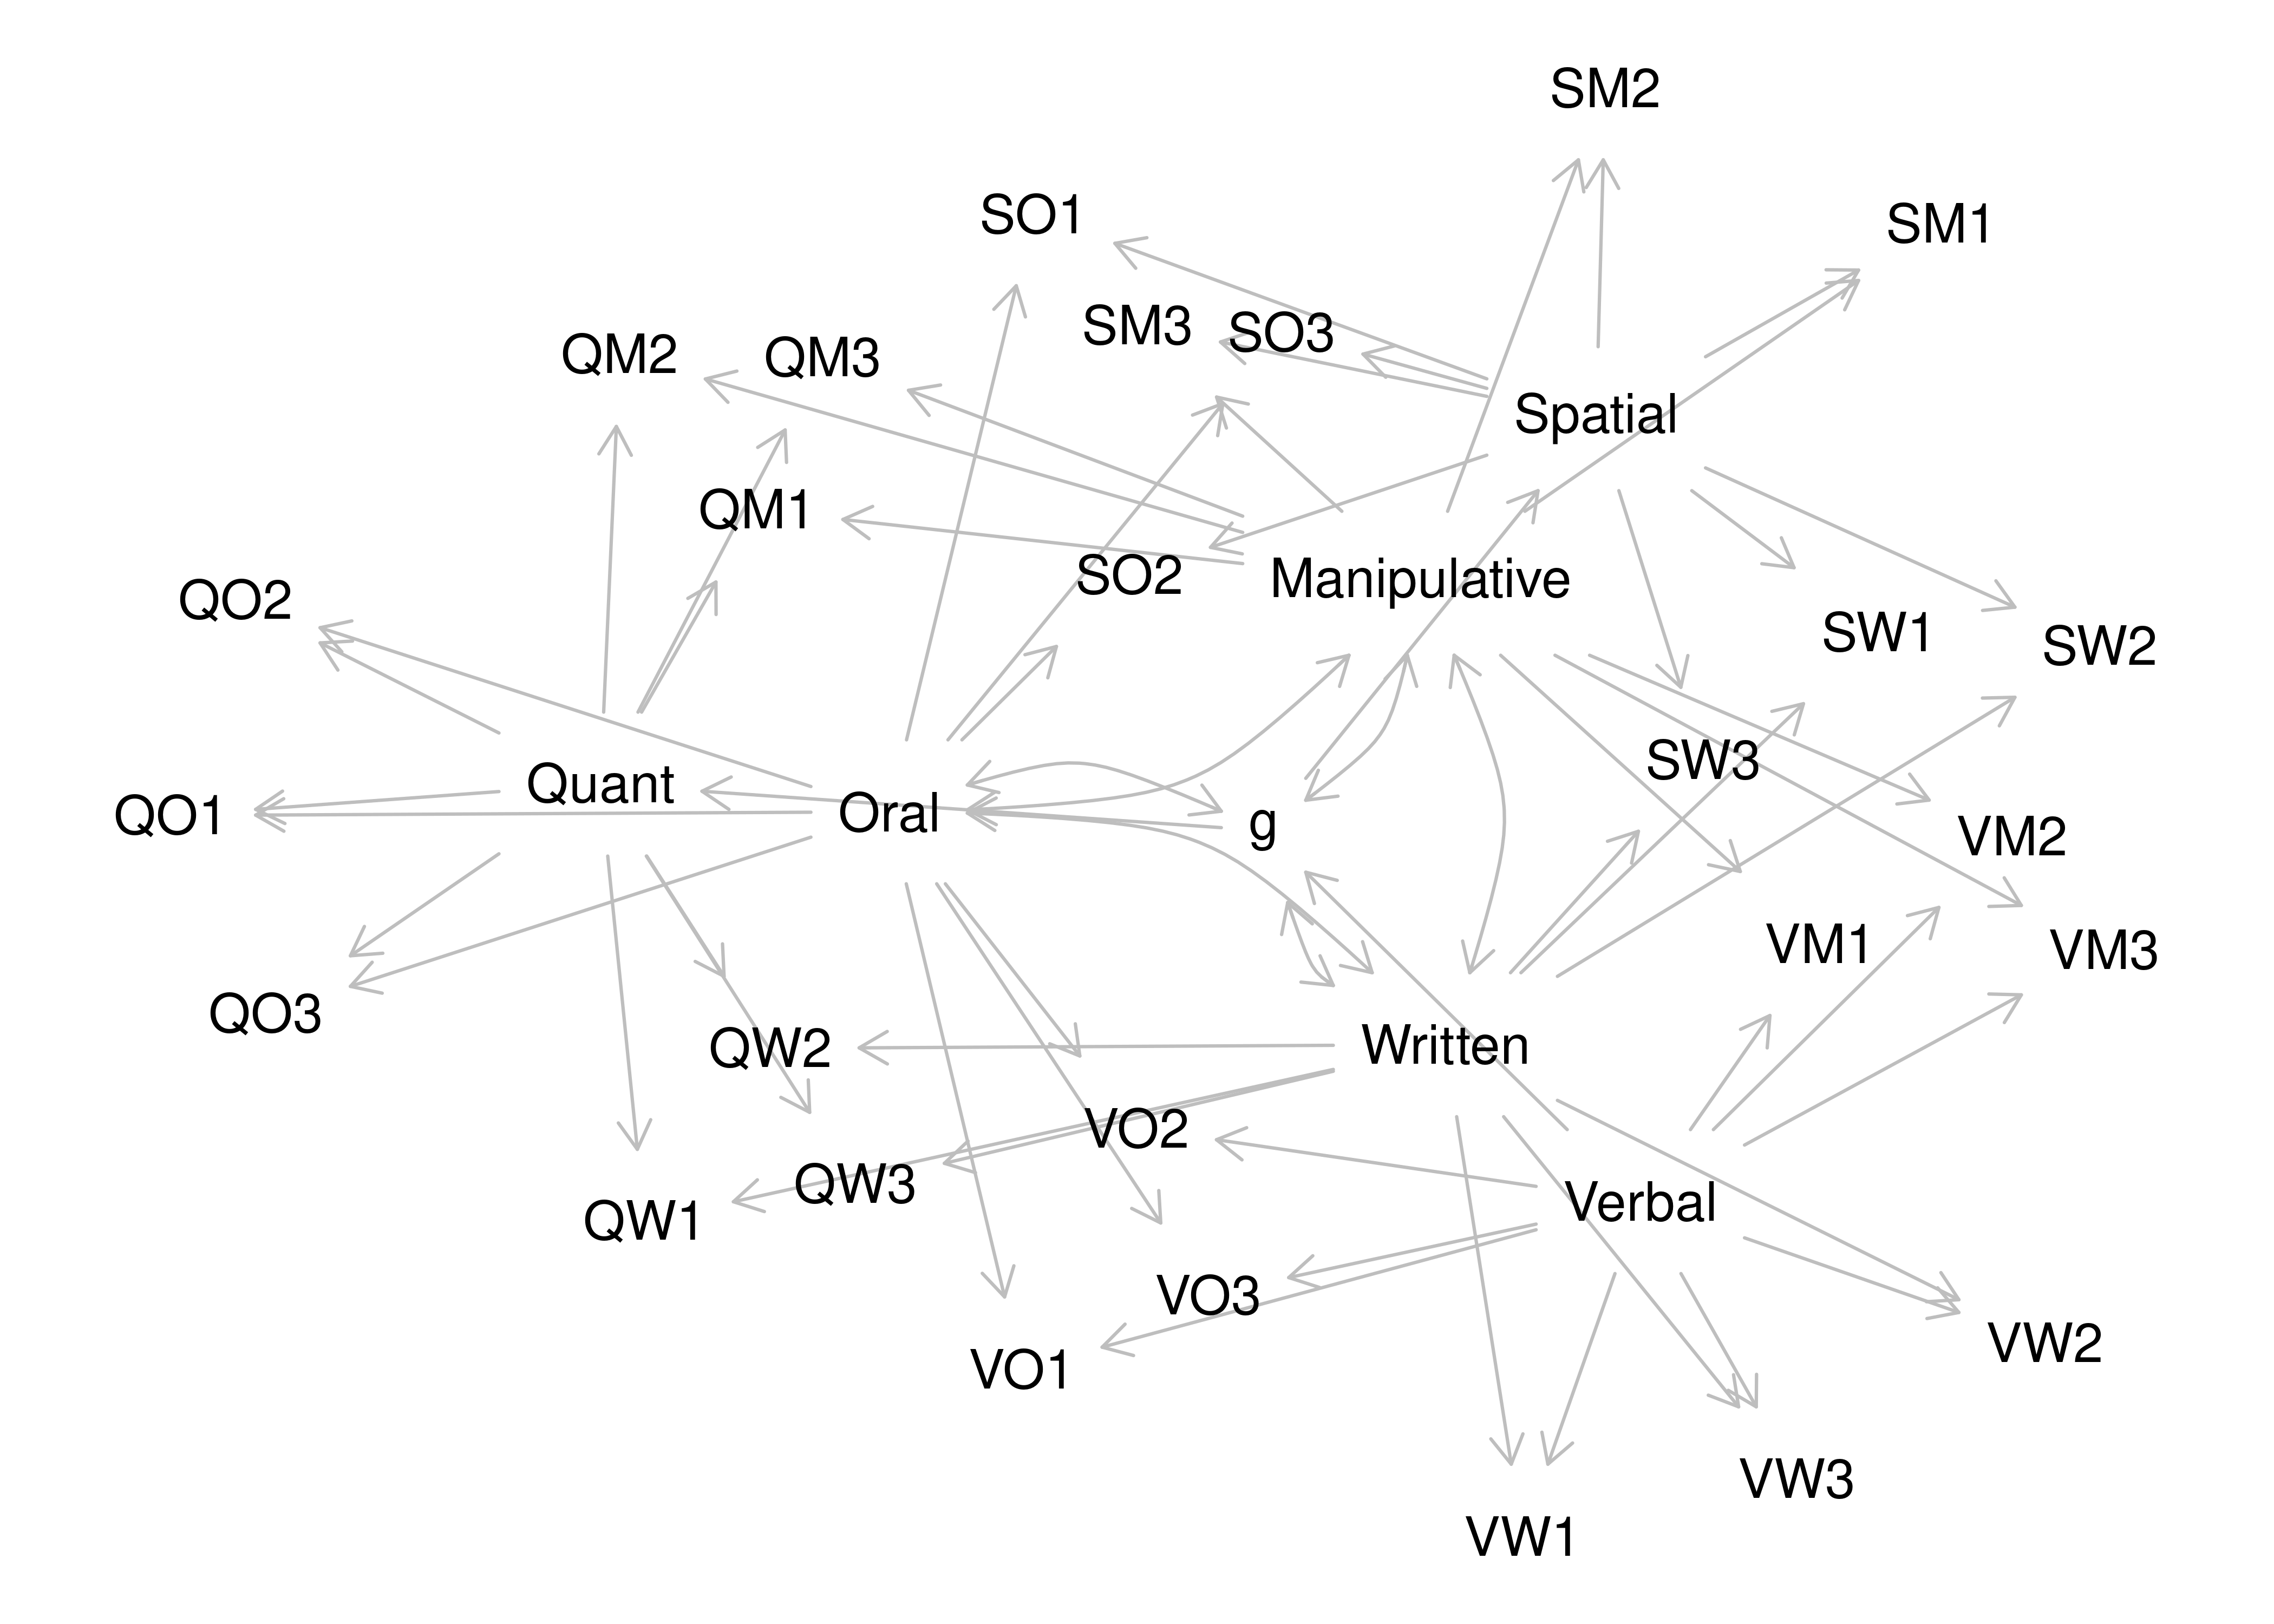 SM2
SO1
SM1
SM3
SO3
QM2
QM3
Spatial
QM1
SO2
Manipulative
QO2
SW1
SW2
SW3
Quant
QO1
Oral
g
VM2
VM1
VM3
QO3
QW2
Written
VO2
QW3
Verbal
QW1
VO3
VO1
VW2
VW3
VW1